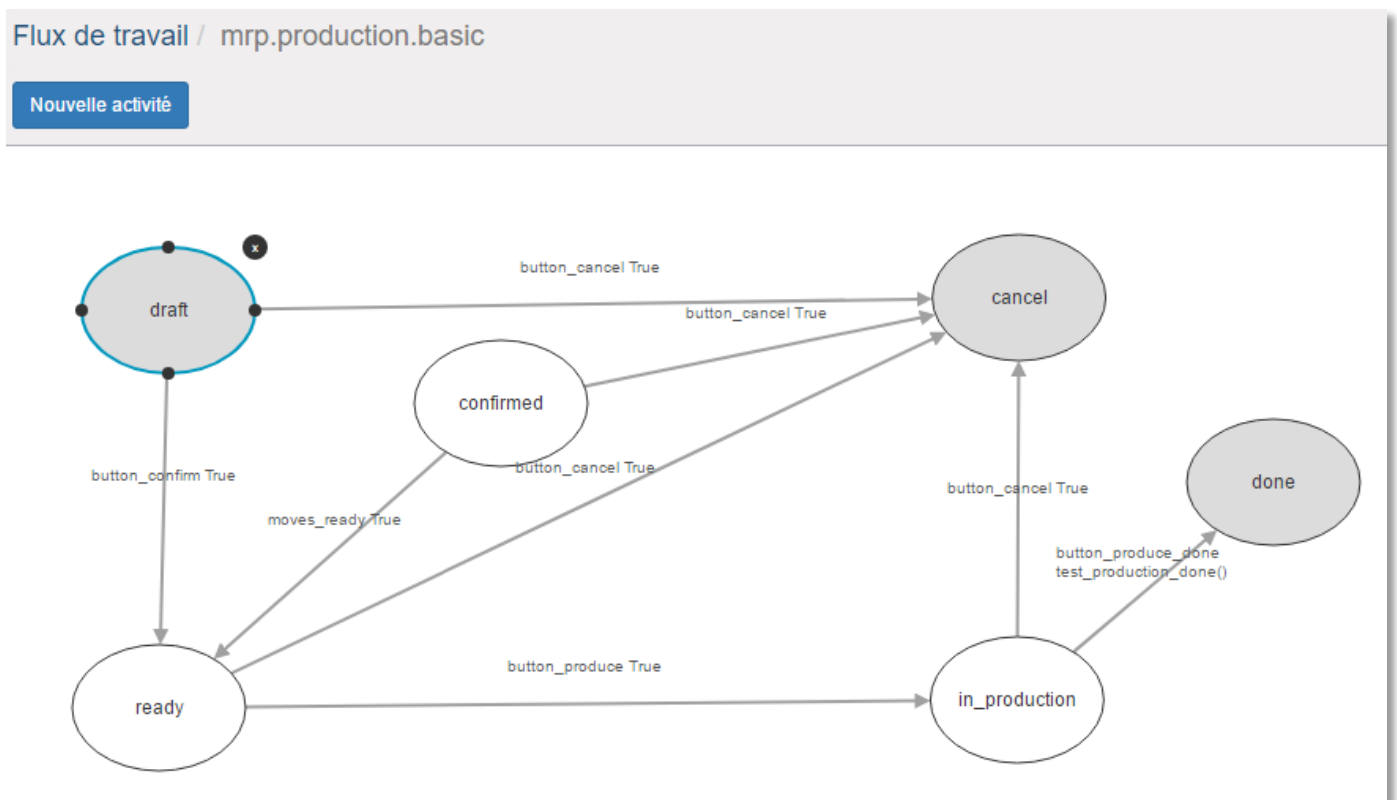 Flux de travail / mrp.production.basic
Nouvelle activité
x
draft
button_cancel True
cancel
button_cancel True
confirmed
button_cancel True
button_confirm True
moves_ready True
button_cancel True
done
button_produce_done
test_production_done()
button_produce True
ready
in_production